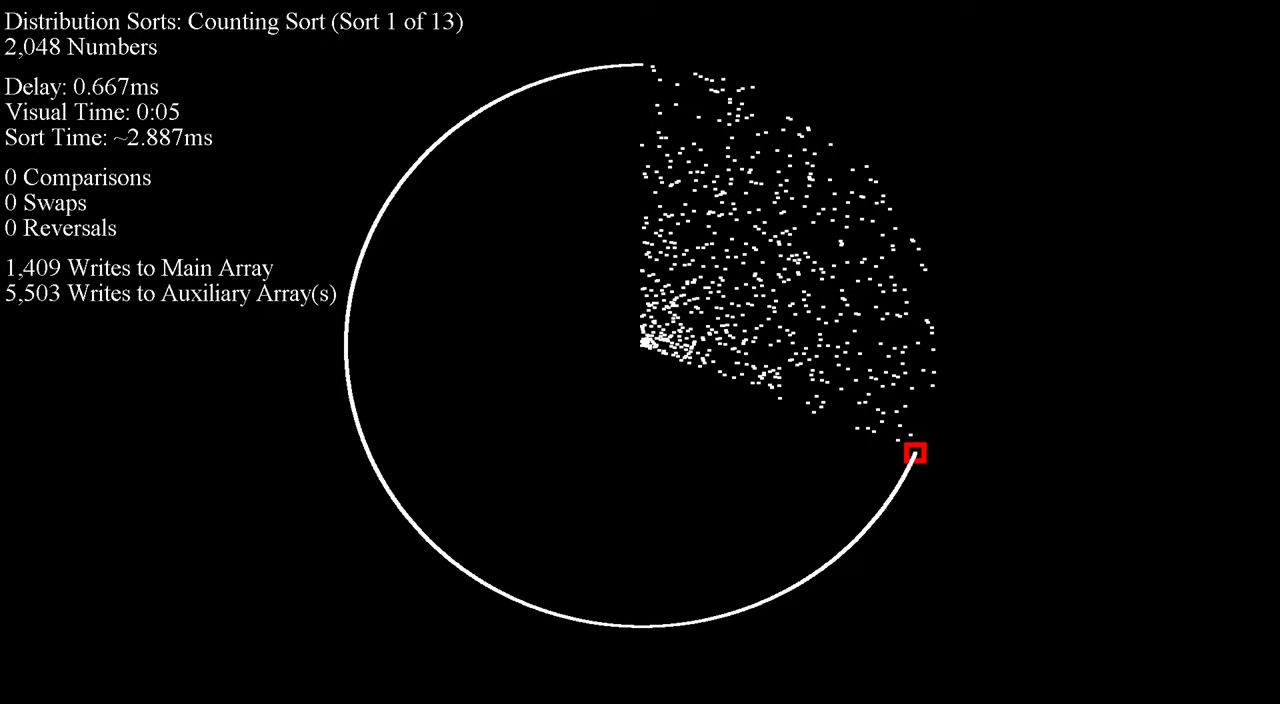 Distribution Sorts: Counting Sort (Sort 1 of 13)
2,048 Numbers
Delay: 0.667ms
Visual Time: 0:05
Sort Time: ~2.887ms
0 Comparisons
0 Swaps
0 Reversals
1,409 Writes to Main Array
5,503 Writes to Auxiliary Array(s)